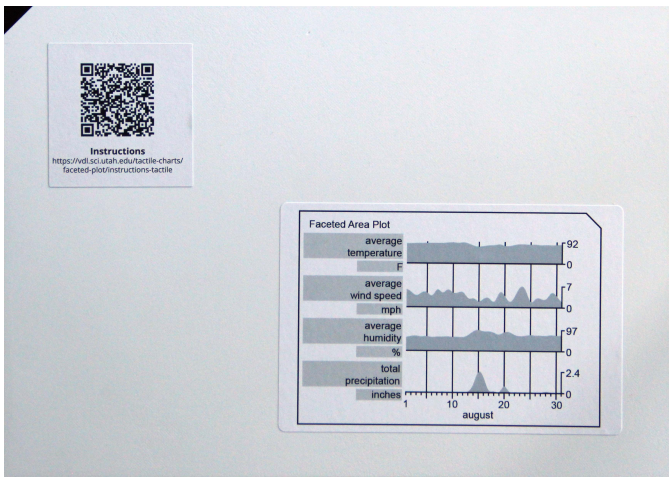 Instructions
https://vdl.sci.utah.edu/tactile-charts/
faceted-plot/instructions-tactile
Faceted Area Plot
average
temperature
F
92
0
average
wind speed
mph
7
0
average
humidity
%
97
0
total
precipitation
inches
2.4
0
1 10 20 30
august